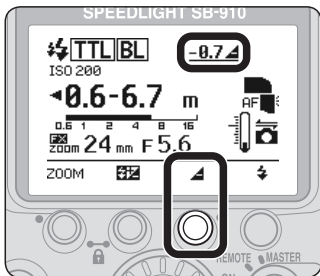 SPEEDLIGHT SB-910
TTL BL -0.7
ISO 200
0.6-6.7 m
AF
0.6 1 2 4 8 16
FX
zoom 24 mm F5.6
ZOOM
REMOTE MASTER